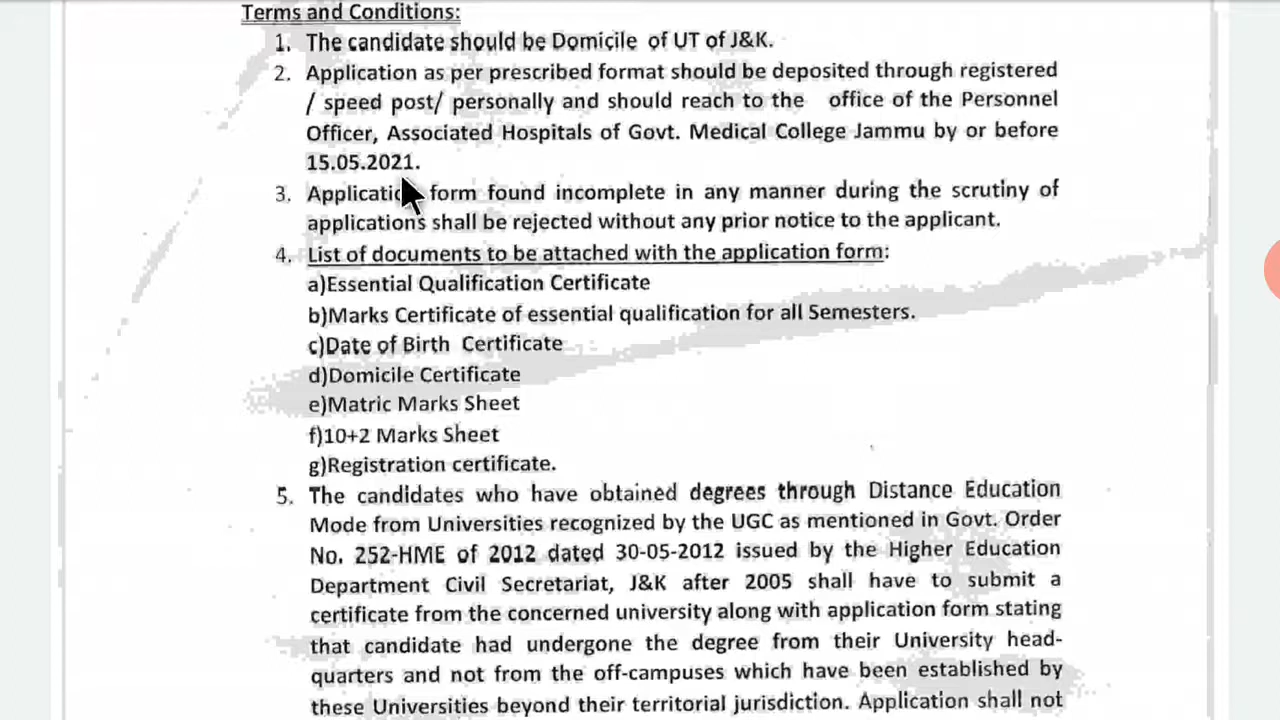 Terms and Conditions:
1. The candidate should be Domicile of UT of J&K.
2. Application as per prescribed format should be deposited through registered
/ speed post/ personally and should reach to the office of the Personnel
Officer, Associated Hospitals of Govt. Medical College Jammu by or before
15.05.2021.
3. Application form found incomplete in any manner during the scrutiny of
applications shall be rejected without any prior notice to the applicant.
4. List of documents to be attached with the application form:
a)Essential Qualification Certificate
b)Marks Certificate of essential qualification for all Semesters.
c)Date of Birth Certificate
d)Domicile Certificate
e)Matric Marks Sheet
f)10+2 Marks Sheet
g)Registration certificate.
5. The candidates who have obtained degrees through Distance Education
Mode from Universities recognized by the UGC as mentioned in Govt. Order
No. 252-HME of 2012 dated 30-05-2012 issued by the Higher Education
Department Civil Secretariat, J&K after 2005 shall have to submit a
certificate from the concerned university along with application form stating
that candidate had undergone the degree from their University head-
quarters and not from the off-campuses which have been established by
these Universities beyond their territorial jurisdiction. Application shall not